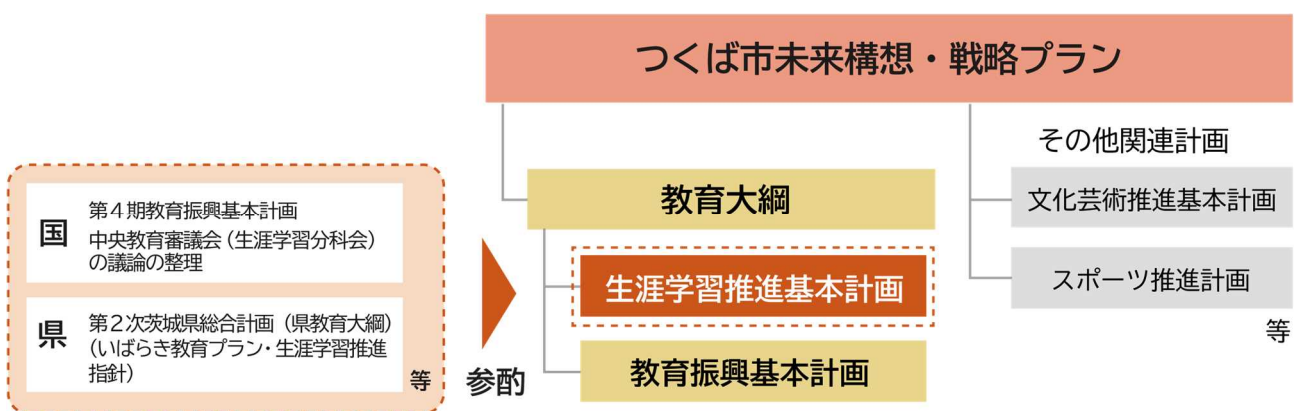 つくば市未来構想・戦略プラン
その他関連計画
教育大綱
文化芸術推進基本計画
国
第4期教育振興基本計画
中央教育審議会(生涯学習分科会)
の議論の整理
生涯学習推進基本計画
スポーツ推進計画
等
県
第2次茨城県総合計画(県教育大綱)
(いばらき教育プラン・生涯学習推進
指針)
等
参酌
教育振興基本計画